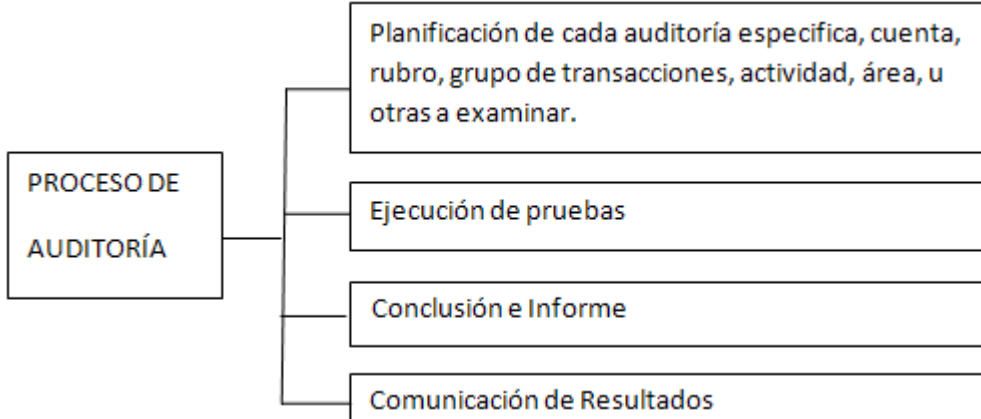 PROCESO DE
AUDITORÍA
Planificación de cada auditoría especifica, cuenta,
rubro, grupo de transacciones, actividad, área, u
otras a examinar.
Ejecución de pruebas
Conclusión e Informe
Comunicación de Resultados